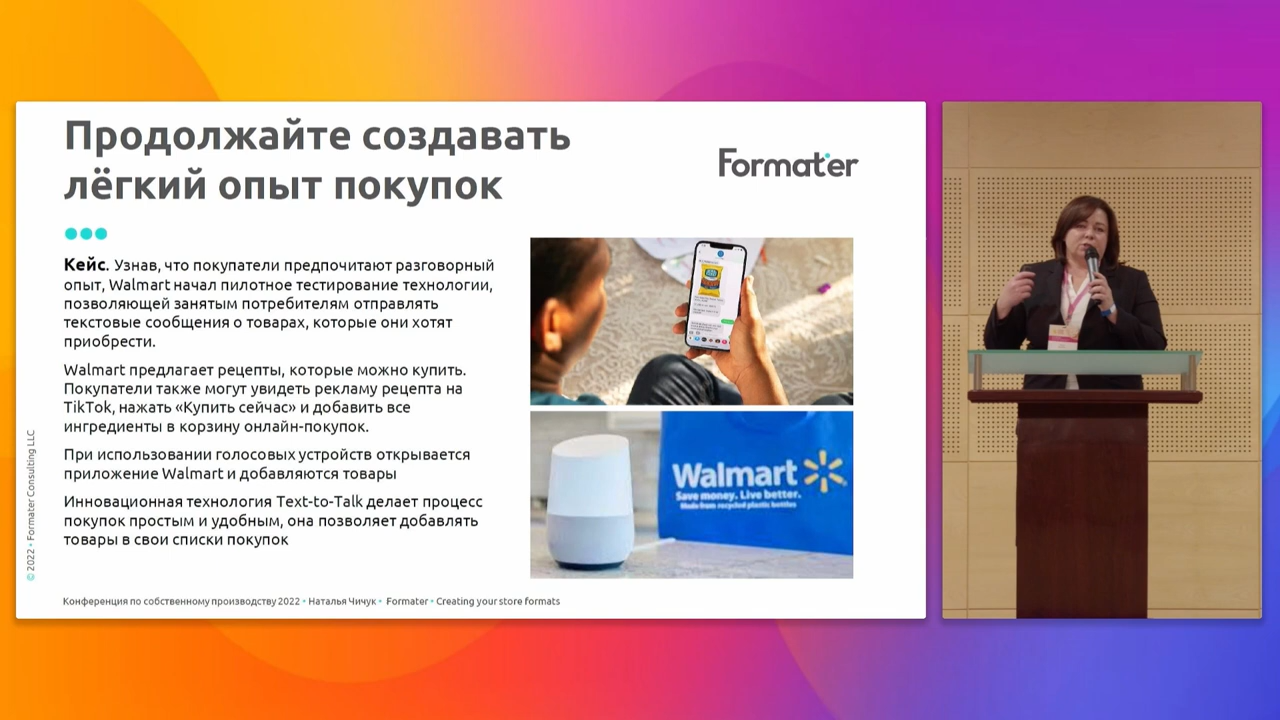 Продолжайте создавать
лёгкий опыт покупок
Formater
Кейс. Узнав, что покупатели предпочитают разговорный
опыт, Walmart начал пилотное тестирование технологии,
позволяющей занятым потребителям отправлять
текстовые сообщения о товарах, которые они хотят
приобрести.
Walmart предлагает рецепты, которые можно купить.
Покупатели также могут увидеть рекламу рецепта на
TikTok, нажать «Купить сейчас» и добавить все
ингредиенты в корзину онлайн-покупок.
При использовании голосовых устройств открывается
приложение Walmart и добавляются товары
Инновационная технология Text-to-Talk делает процесс
покупок простым и удобным, она позволяет добавлять
товары в свои списки покупок
Walmart
Save money. Live better.
Made from recycled plastic bottles
© 2022 • Formater Consulting LLC
Конференция по собственному производству 2022 • Наталья Чичук • Formater • Creating your store formats